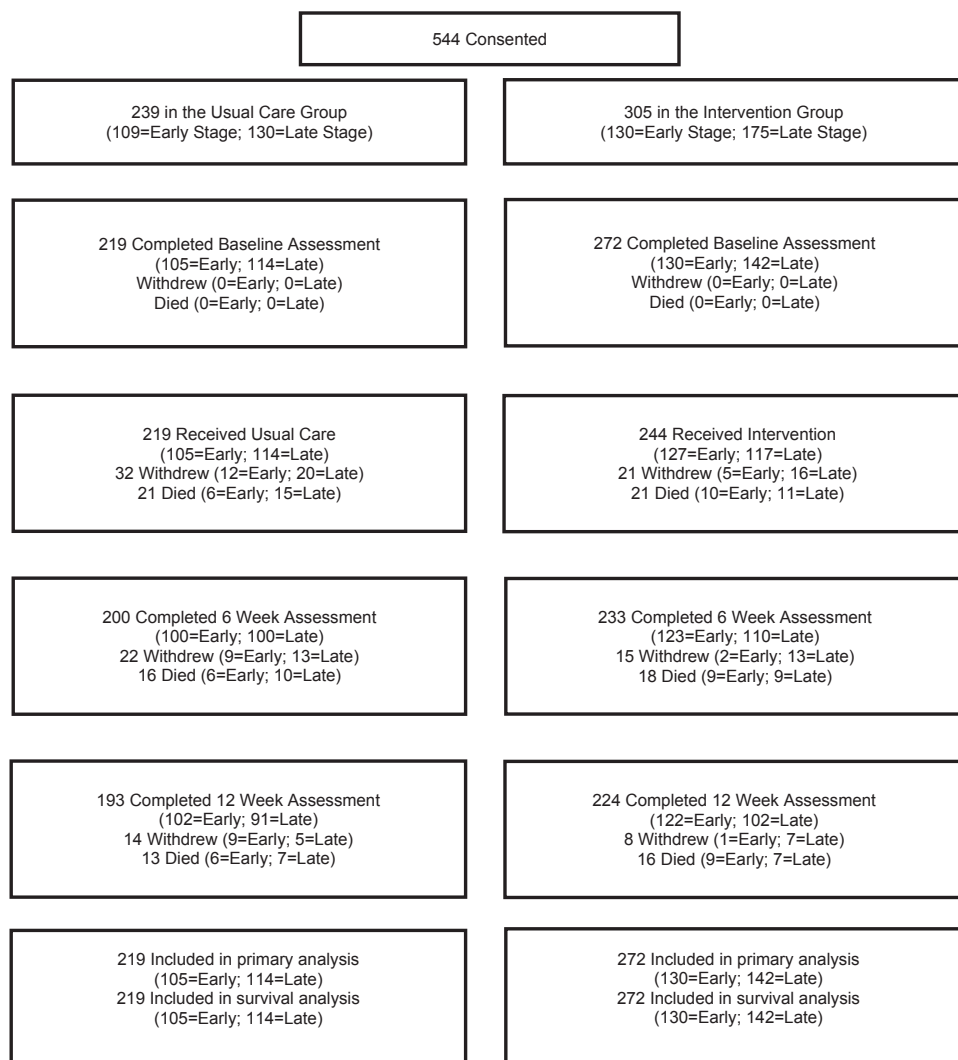 544 Consented
239 in the Usual Care Group
(109=Early Stage; 130=Late Stage)
305 in the Intervention Group
(130=Early Stage; 175=Late Stage)
219 Completed Baseline Assessment
(105=Early; 114=Late)
Withdrew (0=Early; 0=Late)
Died (0=Early; 0=Late)
272 Completed Baseline Assessment
(130=Early; 142=Late)
Withdrew (0=Early; 0=Late)
Died (0=Early; 0=Late)
219 Received Usual Care
(105=Early; 114=Late)
32 Withdrew (12=Early; 20=Late)
21 Died (6=Early; 15=Late)
244 Received Intervention
(127=Early; 117=Late)
21 Withdrew (5=Early; 16=Late)
21 Died (10=Early; 11=Late)
200 Completed 6 Week Assessment
(100=Early; 100=Late)
22 Withdrew (9=Early; 13=Late)
16 Died (6=Early; 10=Late)
233 Completed 6 Week Assessment
(123=Early; 110=Late)
15 Withdrew (2=Early; 13=Late)
18 Died (9=Early; 9=Late)
193 Completed 12 Week Assessment
(102=Early; 91=Late)
14 Withdrew (9=Early; 5=Late)
13 Died (6=Early; 7=Late)
224 Completed 12 Week Assessment
(122=Early; 102=Late)
8 Withdrew (1=Early; 7=Late)
16 Died (9=Early; 7=Late)
219 Included in primary analysis
(105=Early; 114=Late)
219 Included in survival analysis
(105=Early; 114=Late)
272 Included in primary analysis
(130=Early; 142=Late)
272 Included in survival analysis
(130=Early; 142=Late)